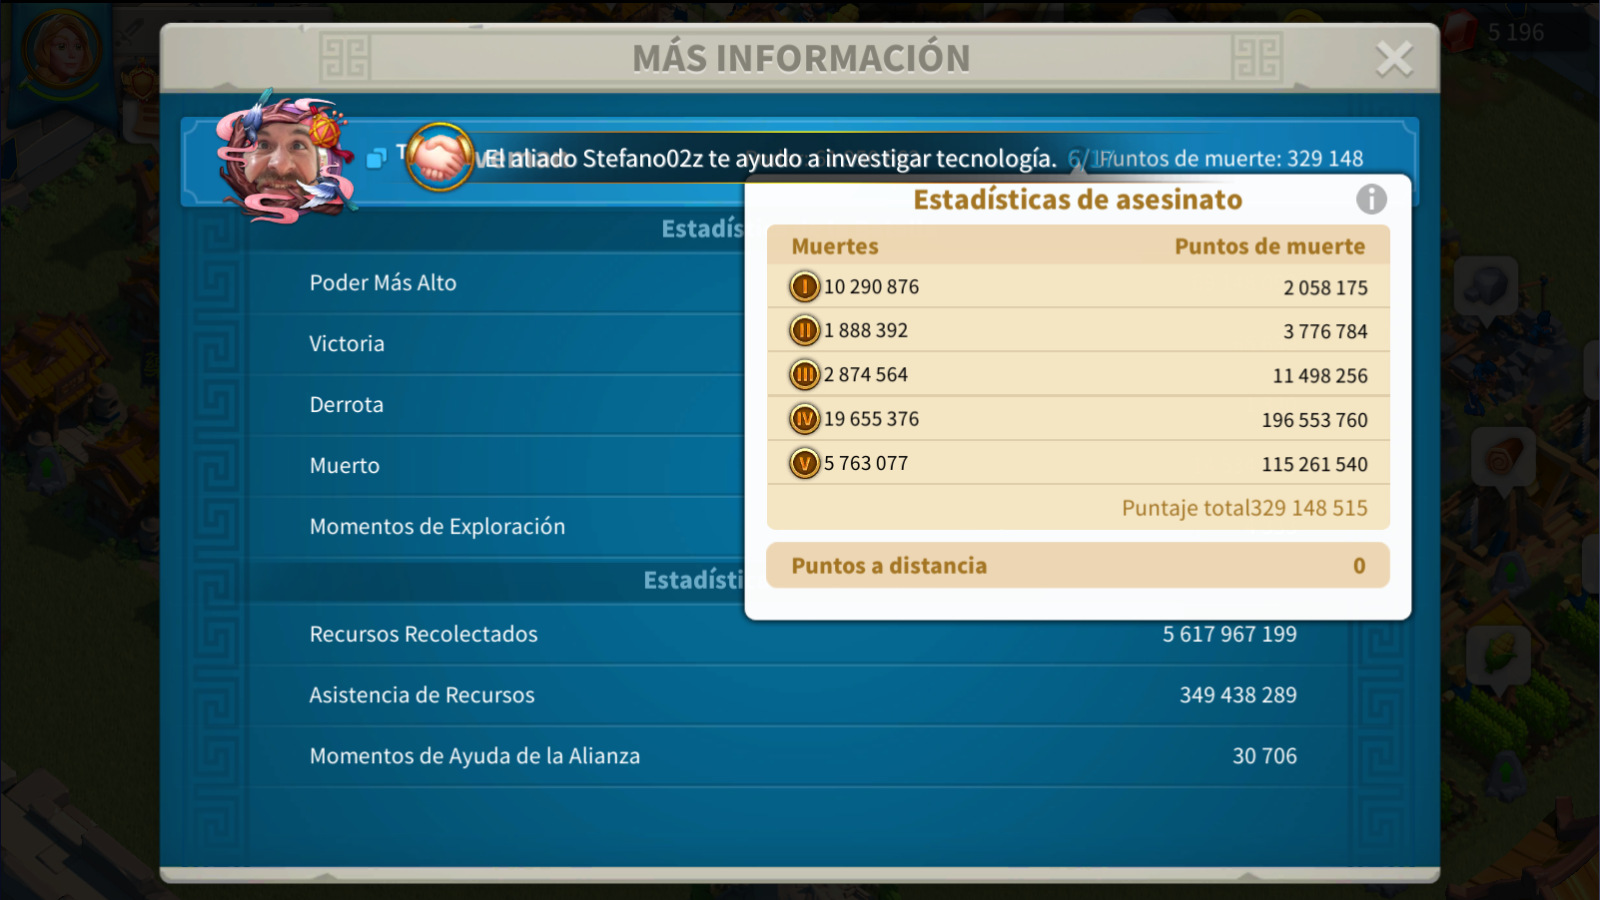 5 196
MÁS INFORMACIÓN
El aliado Stefano02z te ayudo a investigar tecnología.
Puntos de muerte: 329 148
Estadísticas de asesinato
Muertes Puntos de muerte
I 10 290 876 2 058 175
II 1 888 392 3 776 784
III 2 874 564 11 498 256
IV 19 655 376 196 553 760
V 5 763 077 115 261 540
Puntaje total329 148 515
Puntos a distancia 0
Estadís
Poder Más Alto
Victoria
Derrota
Muerto
Momentos de Exploración
Estadísti
Recursos Recolectados 5 617 967 199
Asistencia de Recursos 349 438 289
Momentos de Ayuda de la Alianza 30 706